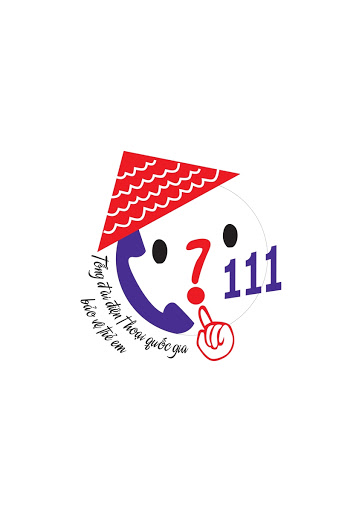 ?
111
Tổng đài điện thoại quốc gia
bảo vệ trẻ em